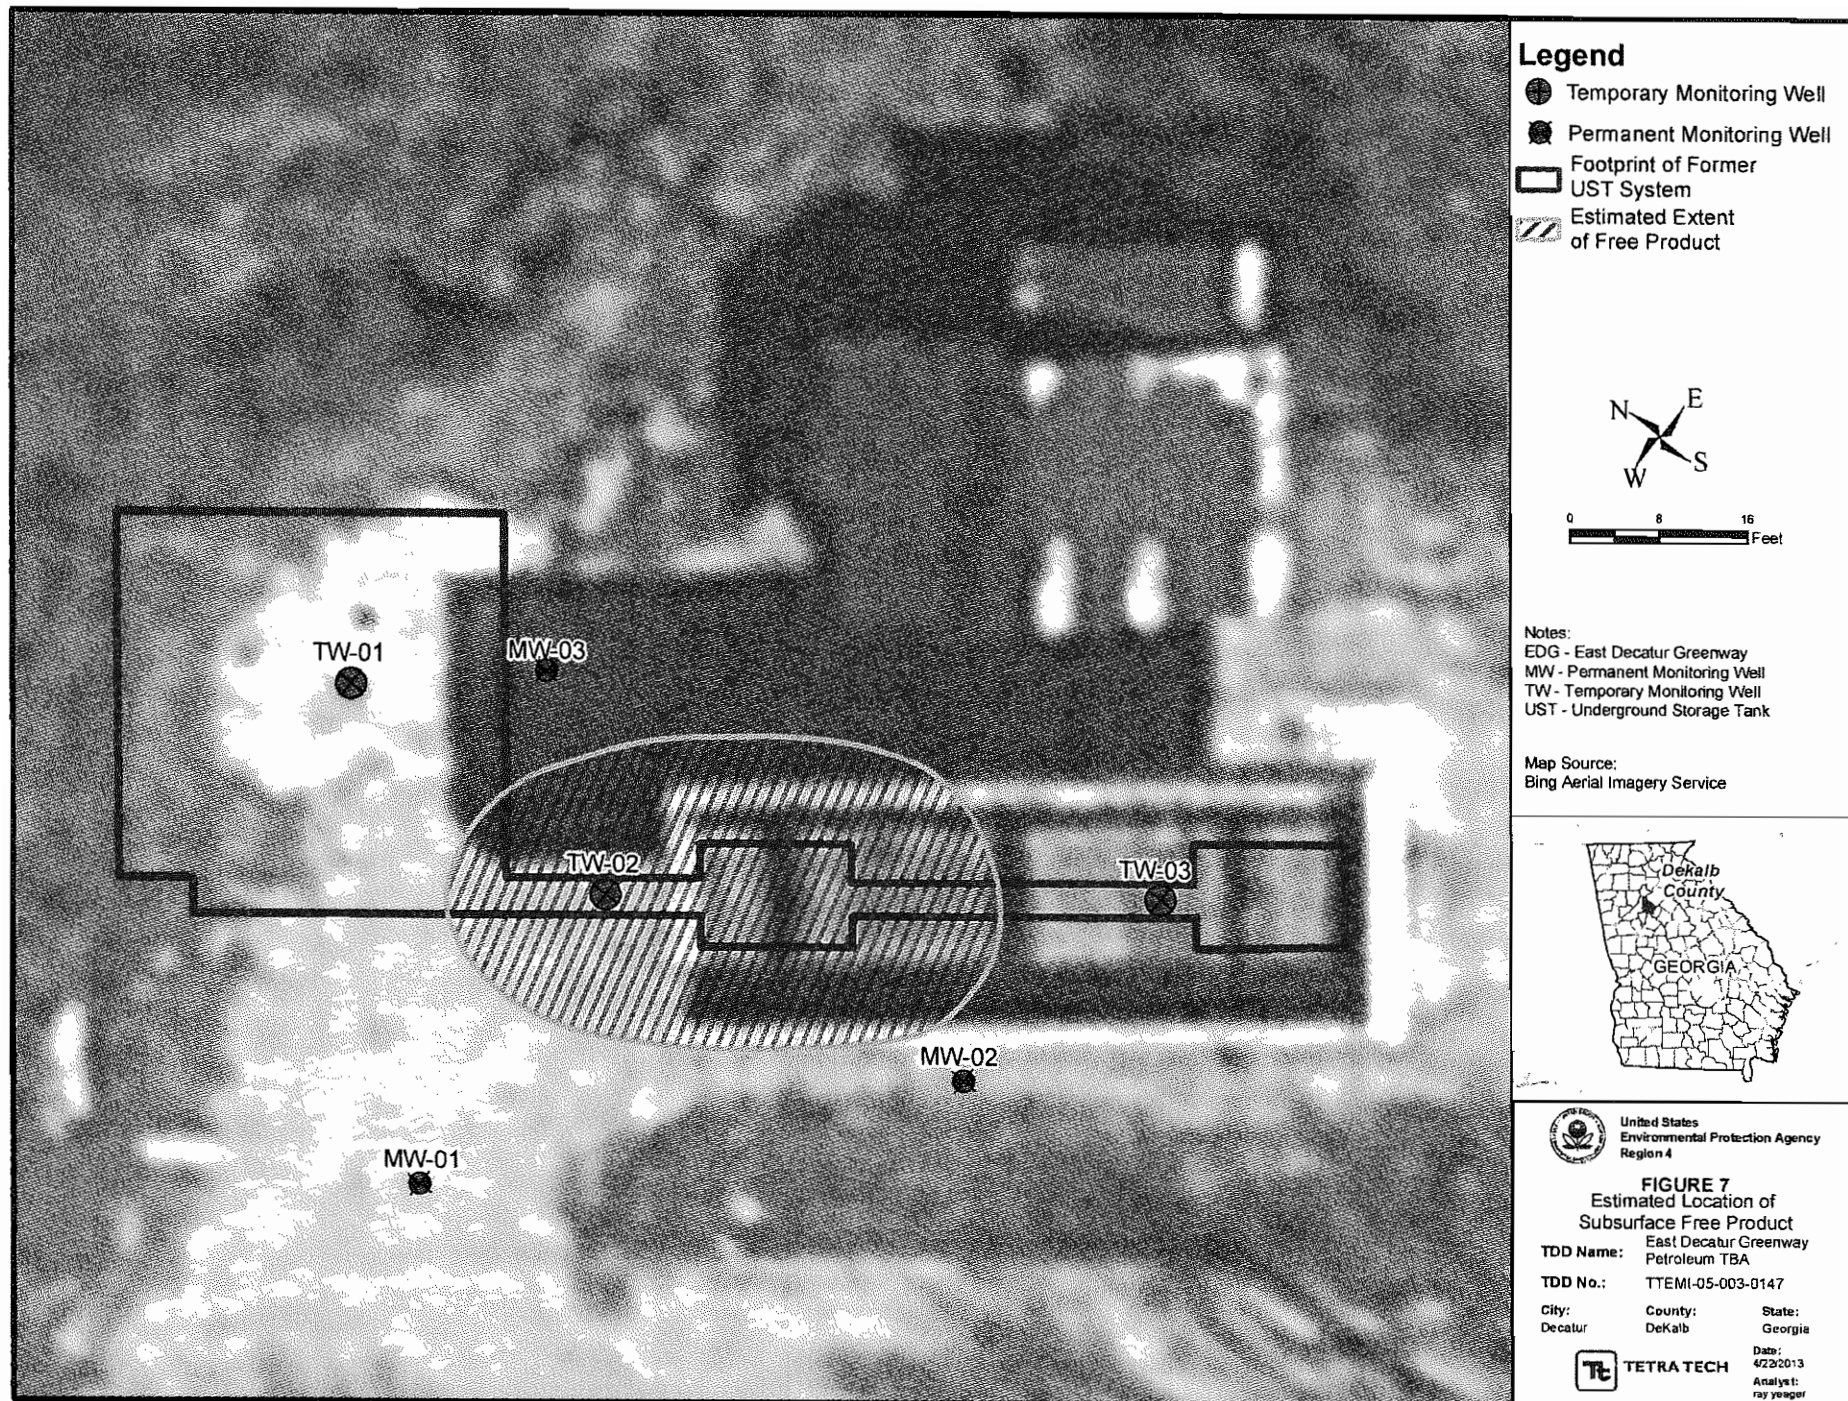 Legend
Temporary Monitoring Well
Permanent Monitoring Well
Footprint of Former
UST System
Estimated Extent
of Free Product
N
E
W
S
0 8 16
Feet
Notes:
EDG - East Decatur Greenway
MW - Permanent Monitoring Well
TW - Temporary Monitoring Well
UST - Underground Storage Tank
Map Source:
Bing Aerial Imagery Service
Dekalb
County
GEORGIA
United States
Environmental Protection Agency
Region 4
FIGURE 7
Estimated Location of
Subsurface Free Product
TDD Name: East Decatur Greenway
Petroleum TBA
TDD No.: TTEMI-05-003-0147
City: County: State:
Decatur DeKalb Georgia
Tt TETRA TECH
Date:
4/22/2013
Analyst:
ray yeager
TW-01
MW-03
TW-02
TW-03
MW-02
MW-01